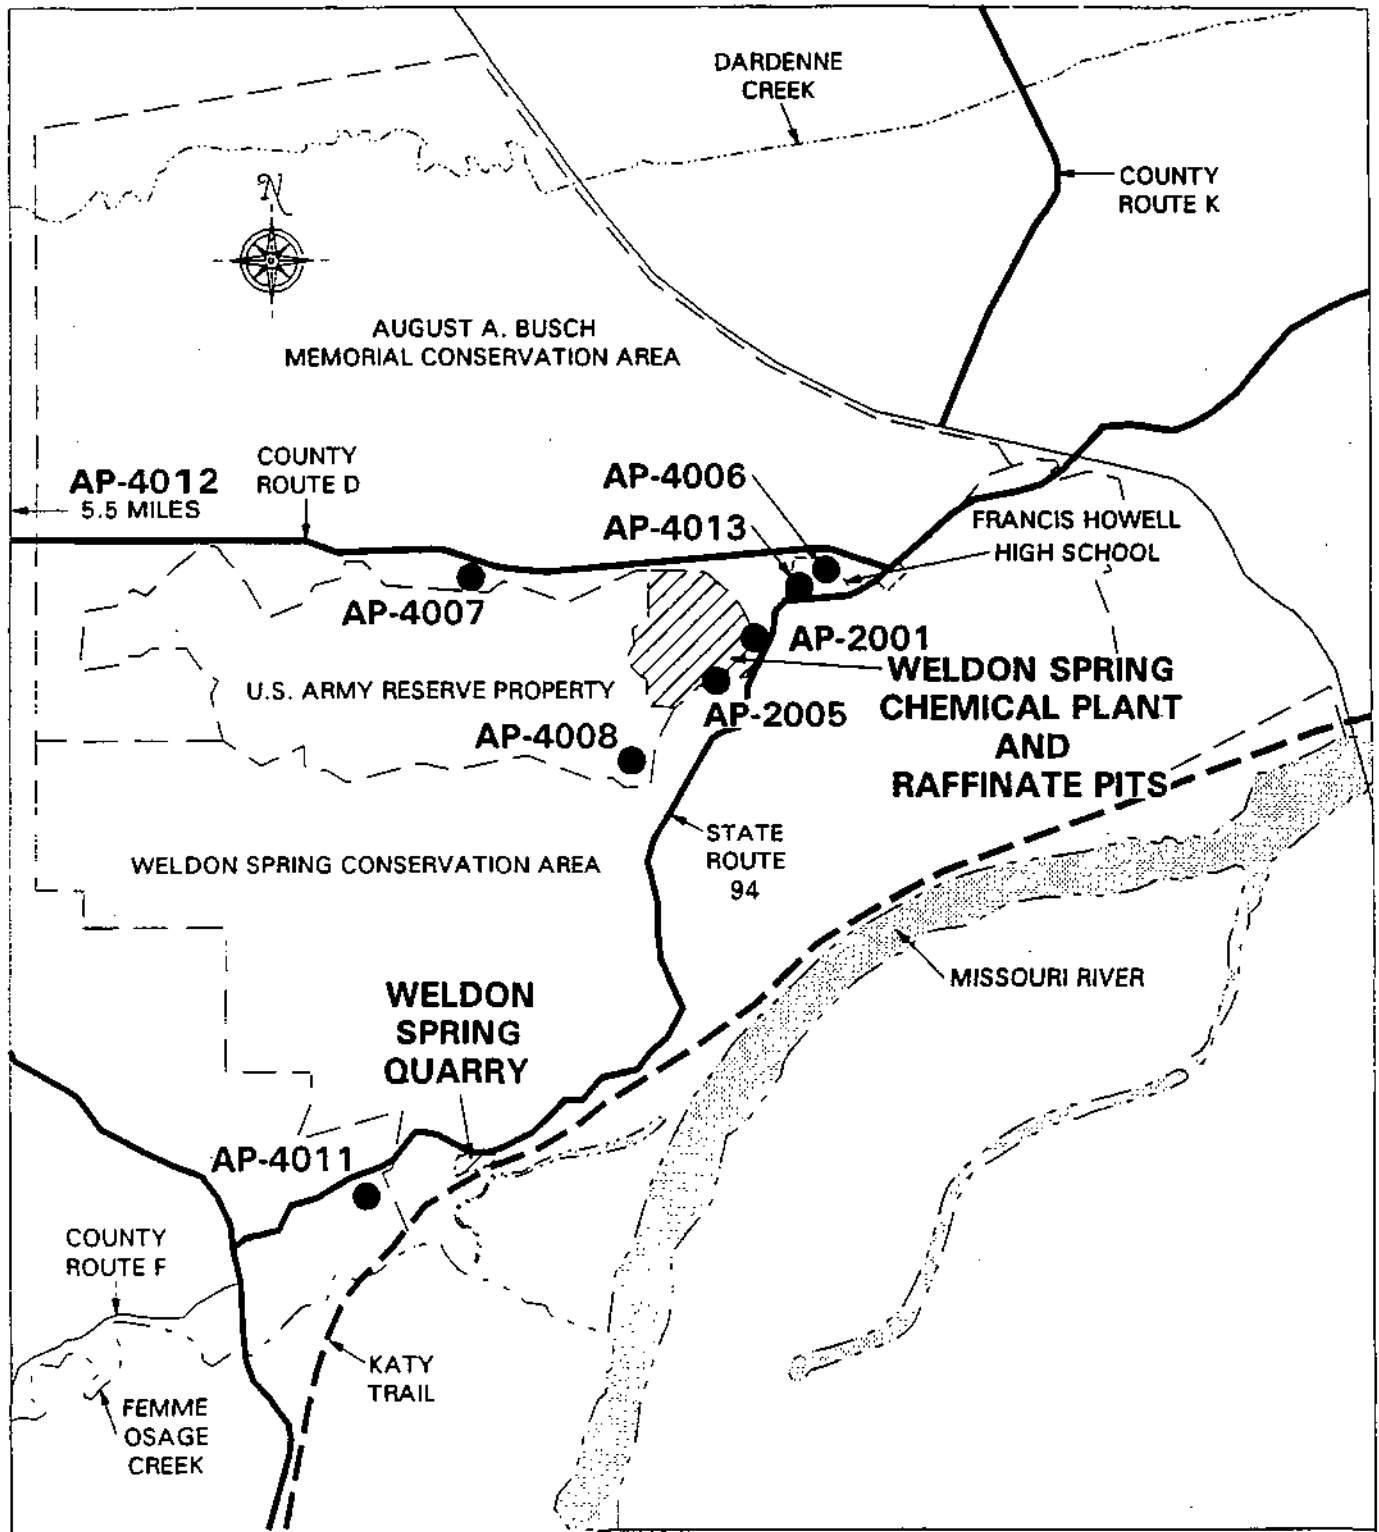 DARDENNE
CREEK
COUNTY
ROUTE K
N
AUGUST A. BUSCH
MEMORIAL CONSERVATION AREA
COUNTY
ROUTE D
AP-4012
5.5 MILES
AP-4006
AP-4013
FRANCIS HOWELL
HIGH SCHOOL
AP-4007
AP-2001
WELDON SPRING
CHEMICAL PLANT
AND
RAFFINATE PITS
U.S. ARMY RESERVE PROPERTY
AP-2005
AP-4008
STATE
ROUTE
94
WELDON SPRING CONSERVATION AREA
MISSOURI RIVER
WELDON
SPRING
QUARRY
AP-4011
COUNTY
ROUTE F
KATY
TRAIL
FEMME
OSAGE
CREEK